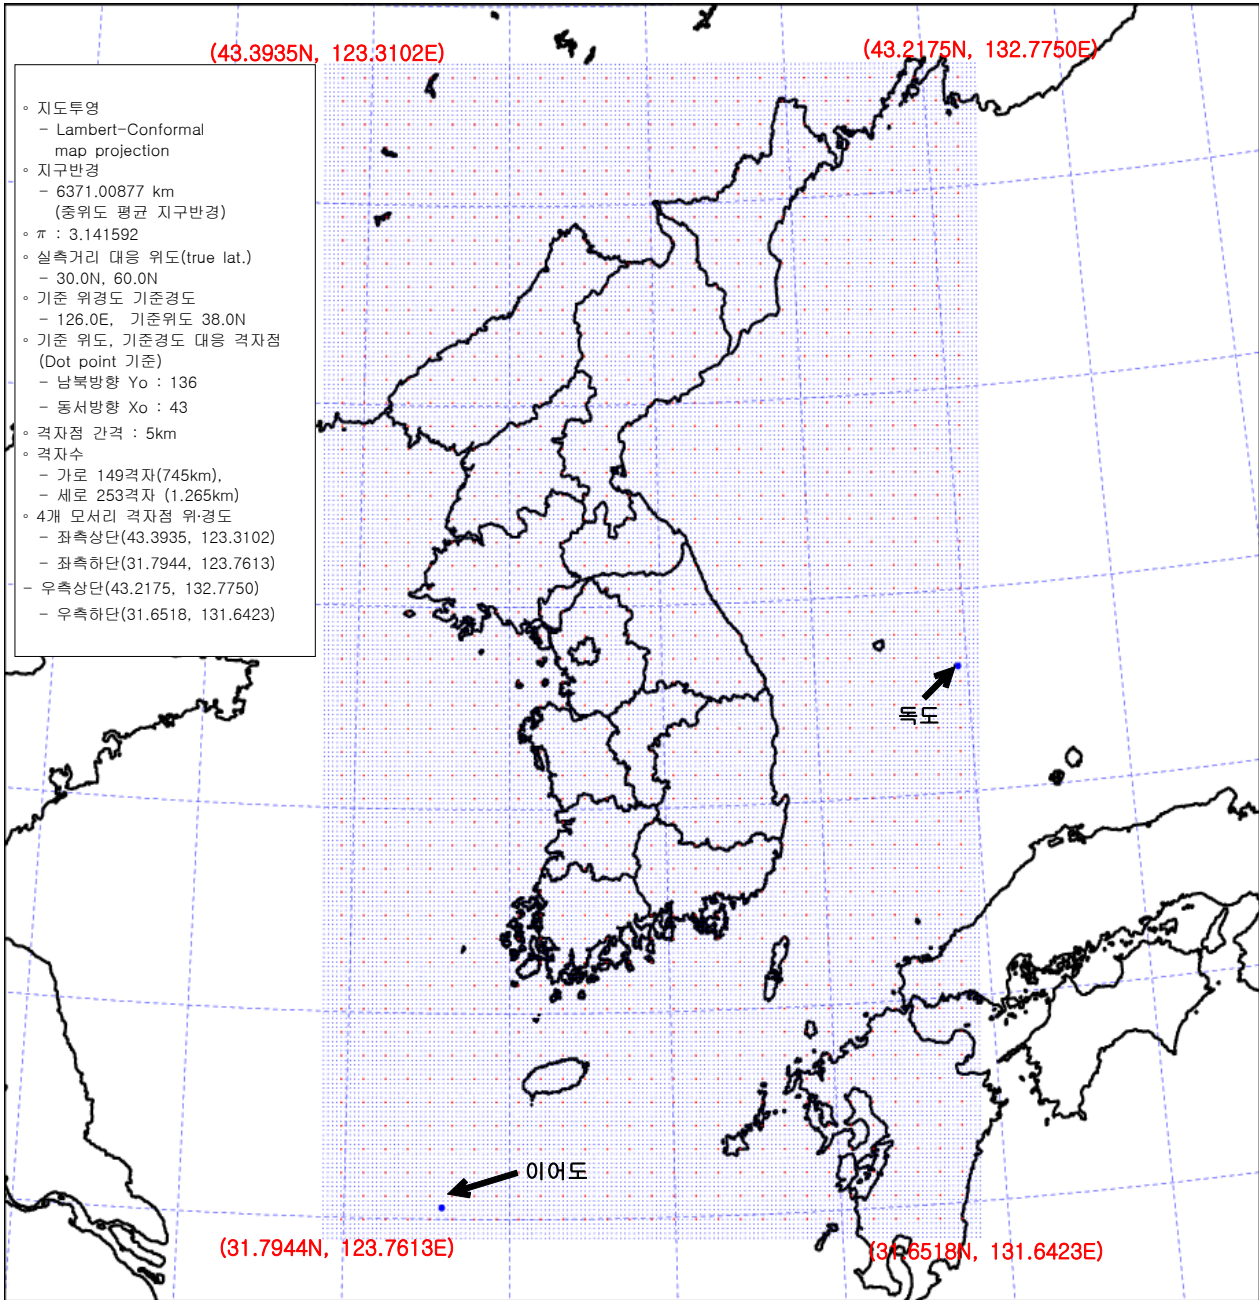 (43.3935N, 123.3102E)
(43.2175N, 132.7750E)
◦ 지도투영
- Lambert-Conformal
map projection
◦ 지구반경
- 6371.00877 km
(중위도 평균 지구반경)
◦ π : 3.141592
◦ 실측거리 대응 위도(true lat.)
- 30.0N, 60.0N
◦ 기준 위경도 기준경도
- 126.0E, 기준위도 38.0N
◦ 기준 위도, 기준경도 대응 격자점
(Dot point 기준)
- 남북방향 Yo : 136
- 동서방향 Xo : 43
◦ 격자점 간격 : 5km
◦ 격자수
- 가로 149격자(745km),
- 세로 253격자 (1.265km)
◦ 4개 모서리 격자점 위·경도
- 좌측상단(43.3935, 123.3102)
- 좌측하단(31.7944, 123.7613)
- 우측상단(43.2175, 132.7750)
- 우측하단(31.6518, 131.6423)
독도
이어도
(31.7944N, 123.7613E)
(31.6518N, 131.6423E)